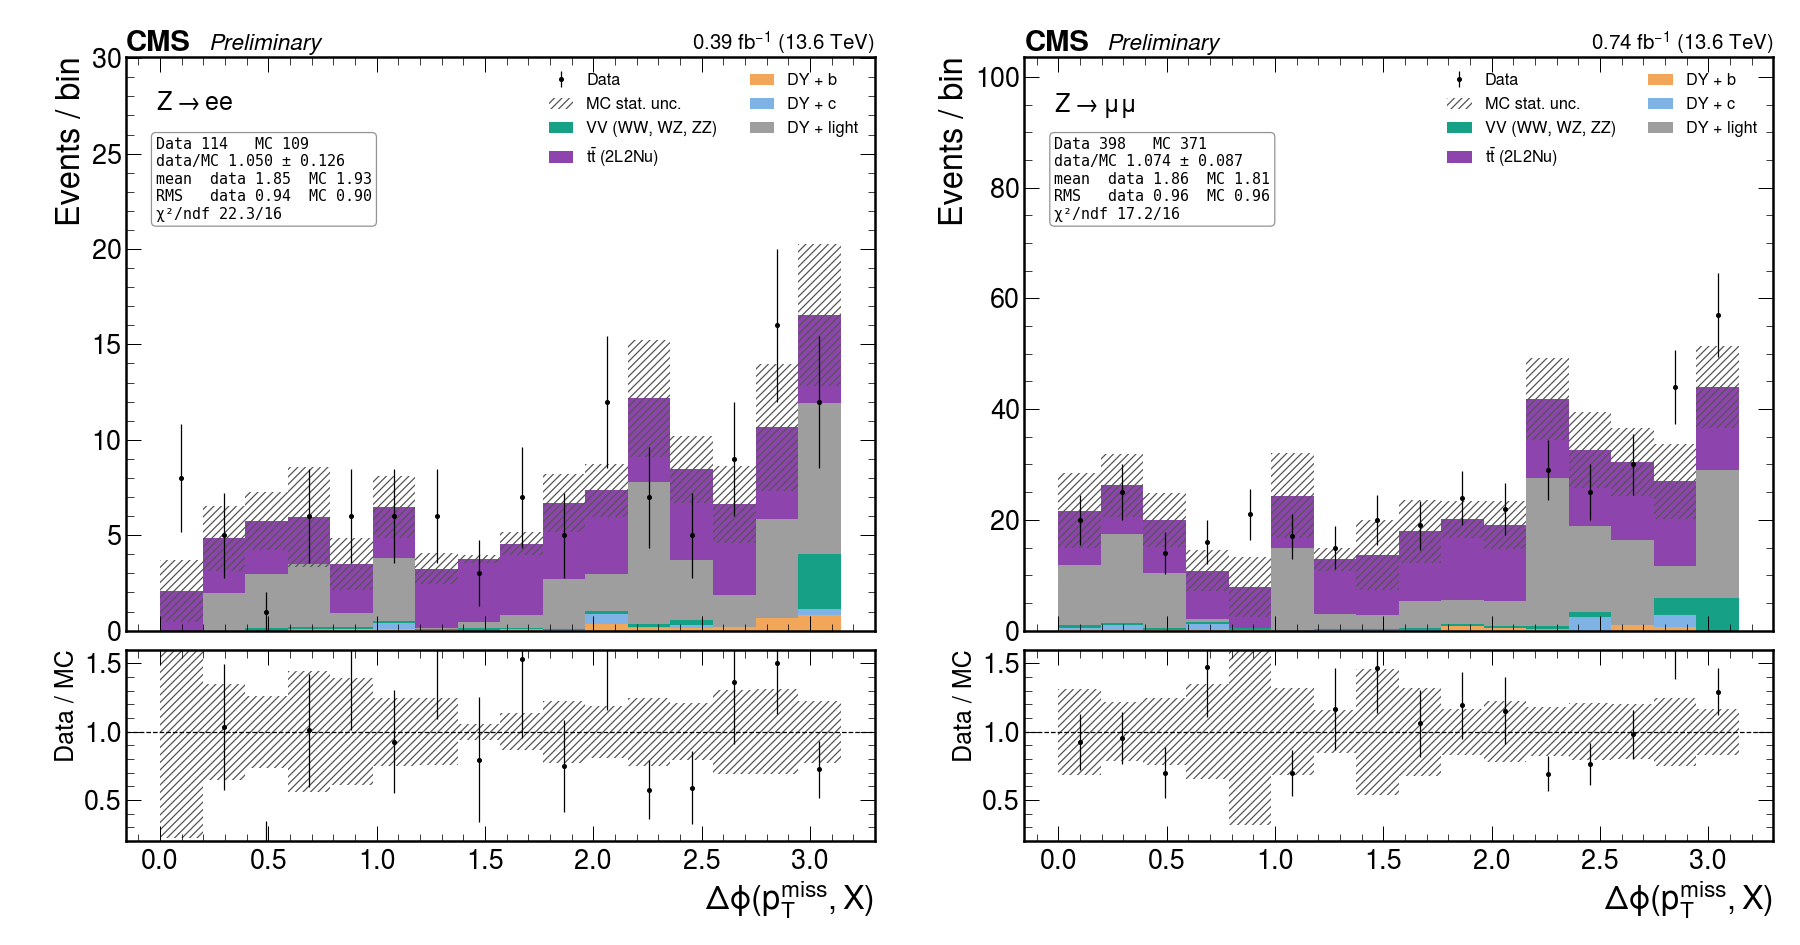 CMS Preliminary 0.39 fb⁻¹ (13.6 TeV)
Events / bin
30
25
20
15
10
5
0
Z → ee
Data 114 MC 109
data/MC 1.050 ± 0.126
mean data 1.85 MC 1.93
RMS data 0.94 MC 0.90
χ²/ndf 22.3/16
Data
MC stat. unc.
VV (WW, WZ, ZZ)
tt̄ (2L2Nu)
DY + b
DY + c
DY + light
Data / MC
1.5
1.0
0.5
0.0 0.5 1.0 1.5 2.0 2.5 3.0
Δϕ(p_T^miss, X)
CMS Preliminary 0.74 fb⁻¹ (13.6 TeV)
Events / bin
100
80
60
40
20
0
Z → μμ
Data 398 MC 371
data/MC 1.074 ± 0.087
mean data 1.86 MC 1.81
RMS data 0.96 MC 0.96
χ²/ndf 17.2/16
Data
MC stat. unc.
VV (WW, WZ, ZZ)
tt̄ (2L2Nu)
DY + b
DY + c
DY + light
Data / MC
1.5
1.0
0.5
0.0 0.5 1.0 1.5 2.0 2.5 3.0
Δϕ(p_T^miss, X)